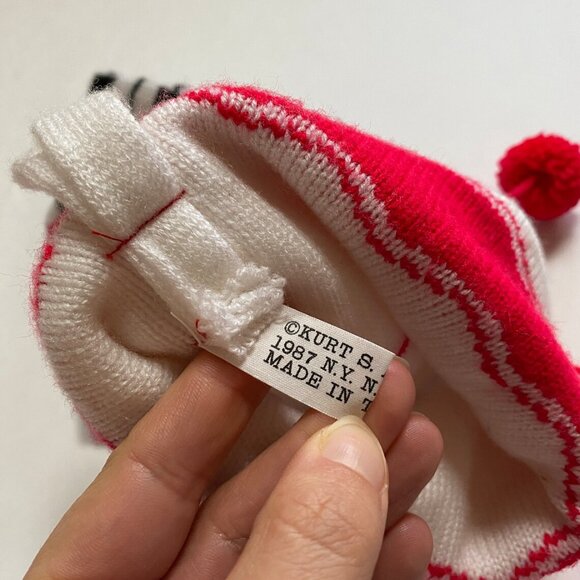 ©KURT S.
1987 N.Y. N.
MADE IN T